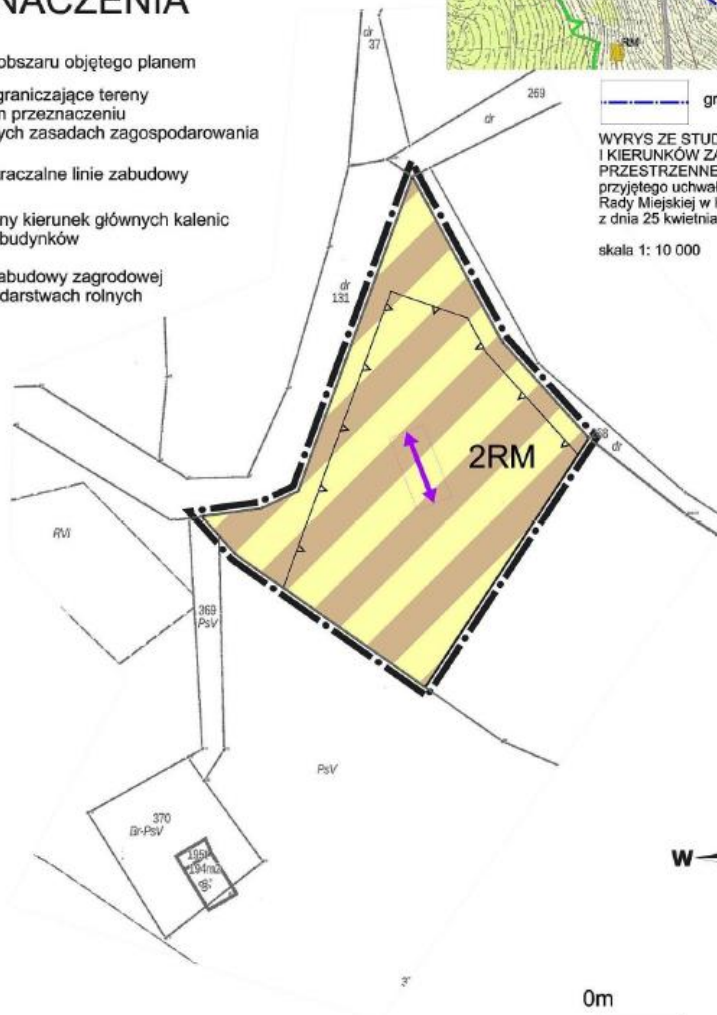 NACZENIA
obszaru objętego planem
graniczające tereny
m przeznaczeniu
ych zasadach zagospodarowania
raczalne linie zabudowy
ny kierunek głównych kalenic
budynków
abudowy zagrodowej
darstwach rolnych
RM
gr
WYRYS ZE STUD
I KIERUNKÓW ZA
PRZESTRZENNE
przyjętego uchwał
Rady Miejskiej w
z dnia 25 kwietnia
skala 1: 10 000
dr
37
269
dr
dr
131
2RM
dr
RVI
369
PsV
PsV
370
Br-PsV
194m2
W
0m